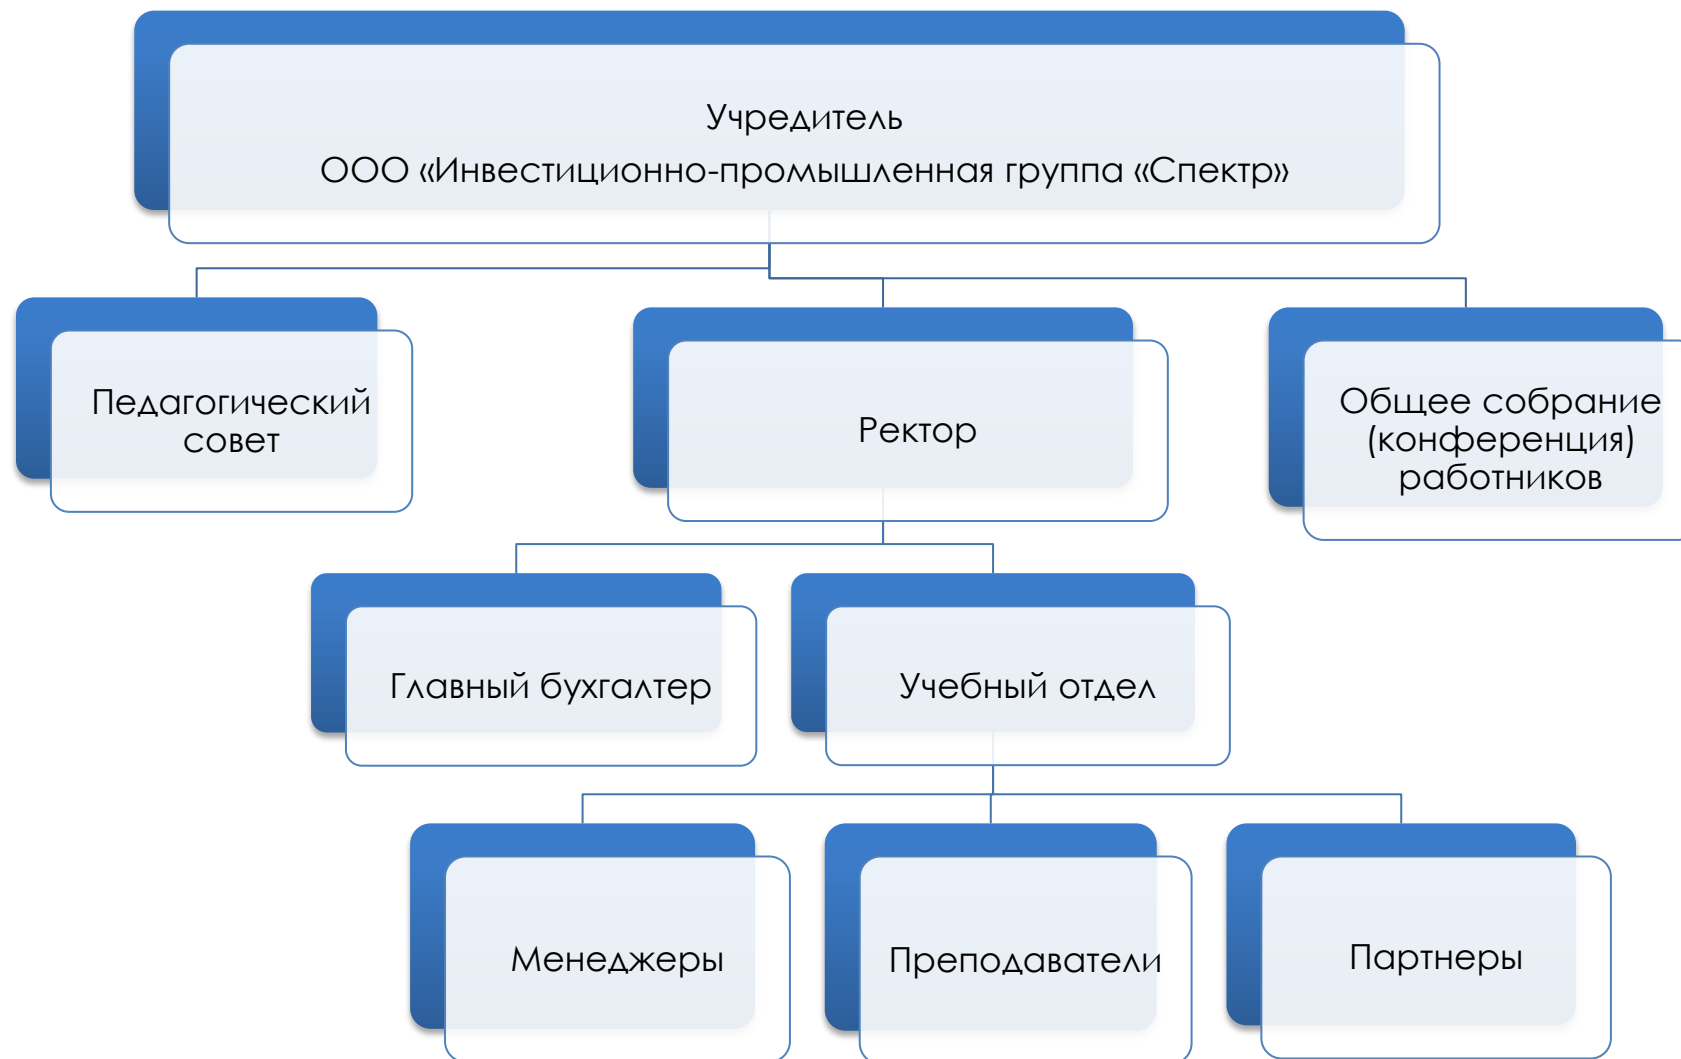 Учредитель
ООО «Инвестиционно-промышленная группа «Спектр»
Педагогический
совет
Ректор
Общее собрание
(конференция)
работников
Главный бухгалтер
Учебный отдел
Менеджеры
Преподаватели
Партнеры